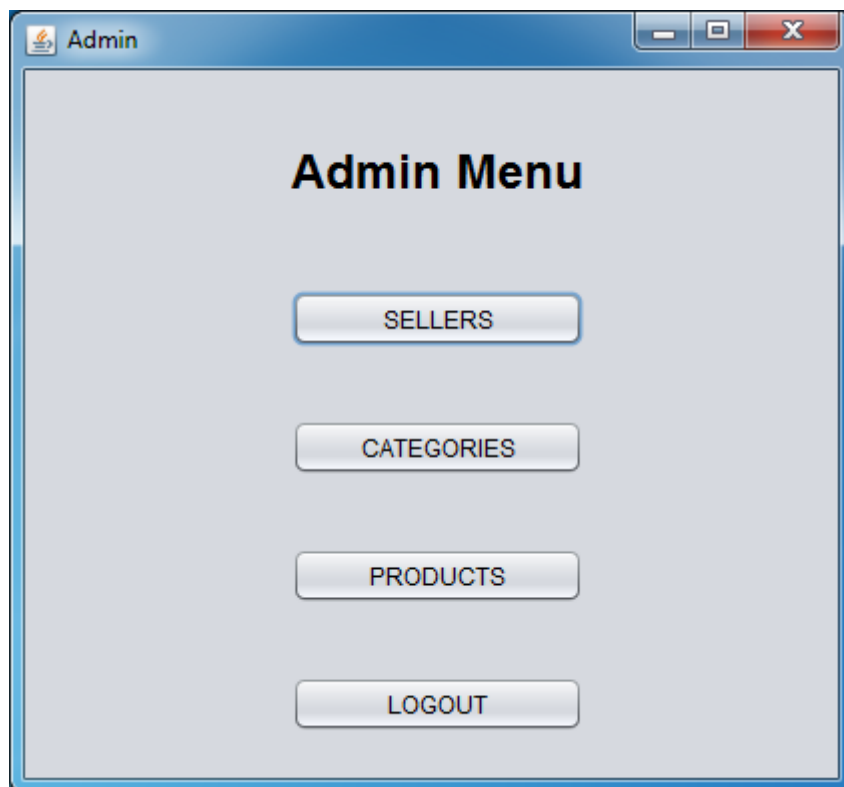 Admin
Admin Menu
SELLERS
CATEGORIES
PRODUCTS
LOGOUT